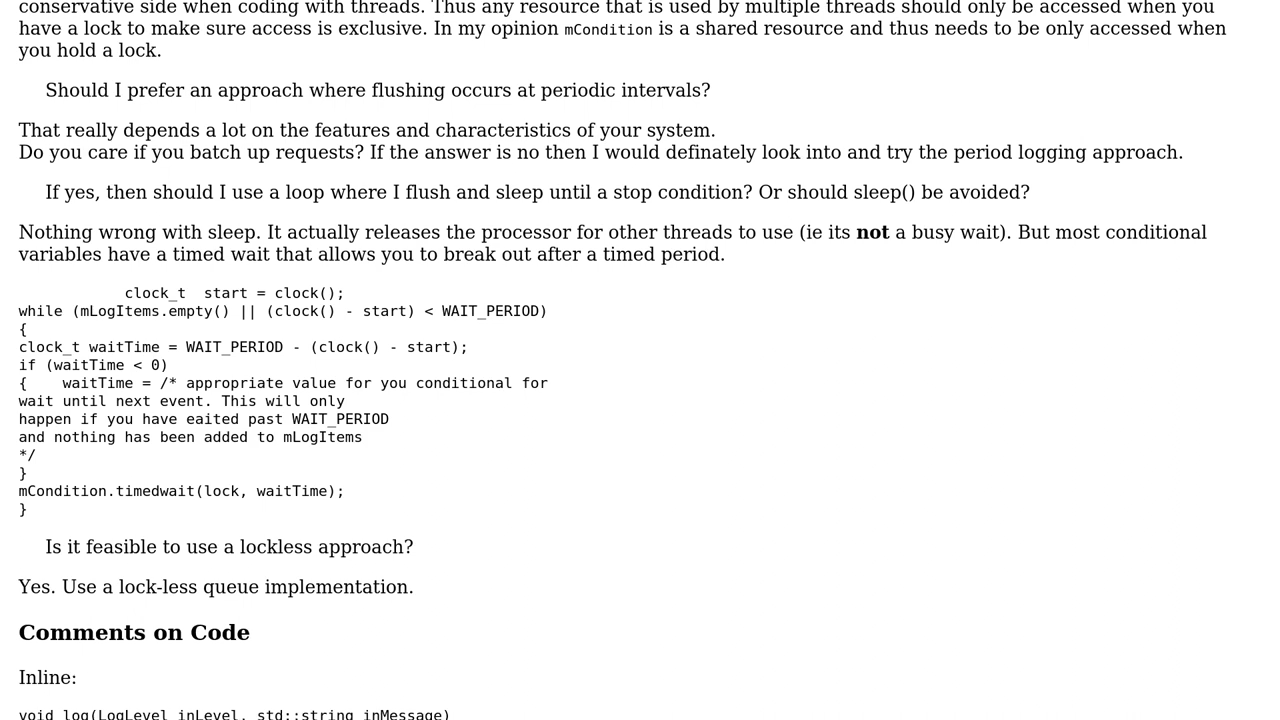 conservative side when coding with threads. Thus any resource that is used by multiple threads should only be accessed when you
have a lock to make sure access is exclusive. In my opinion mCondition is a shared resource and thus needs to be only accessed when
you hold a lock.
Should I prefer an approach where flushing occurs at periodic intervals?
That really depends a lot on the features and characteristics of your system.
Do you care if you batch up requests? If the answer is no then I would definately look into and try the period logging approach.
If yes, then should I use a loop where I flush and sleep until a stop condition? Or should sleep() be avoided?
Nothing wrong with sleep. It actually releases the processor for other threads to use (ie its not a busy wait). But most conditional
variables have a timed wait that allows you to break out after a timed period.
clock_t  start = clock();
while (mLogItems.empty() || (clock() - start) < WAIT_PERIOD)
{
clock_t waitTime = WAIT_PERIOD - (clock() - start);
if (waitTime < 0)
{    waitTime = /* appropriate value for you conditional for
wait until next event. This will only
happen if you have eaited past WAIT_PERIOD
and nothing has been added to mLogItems
*/
}
mCondition.timedwait(lock, waitTime);
}
Is it feasible to use a lockless approach?
Yes. Use a lock-less queue implementation.
Comments on Code
Inline:
void log(LogLevel inLevel, std::string inMessage)